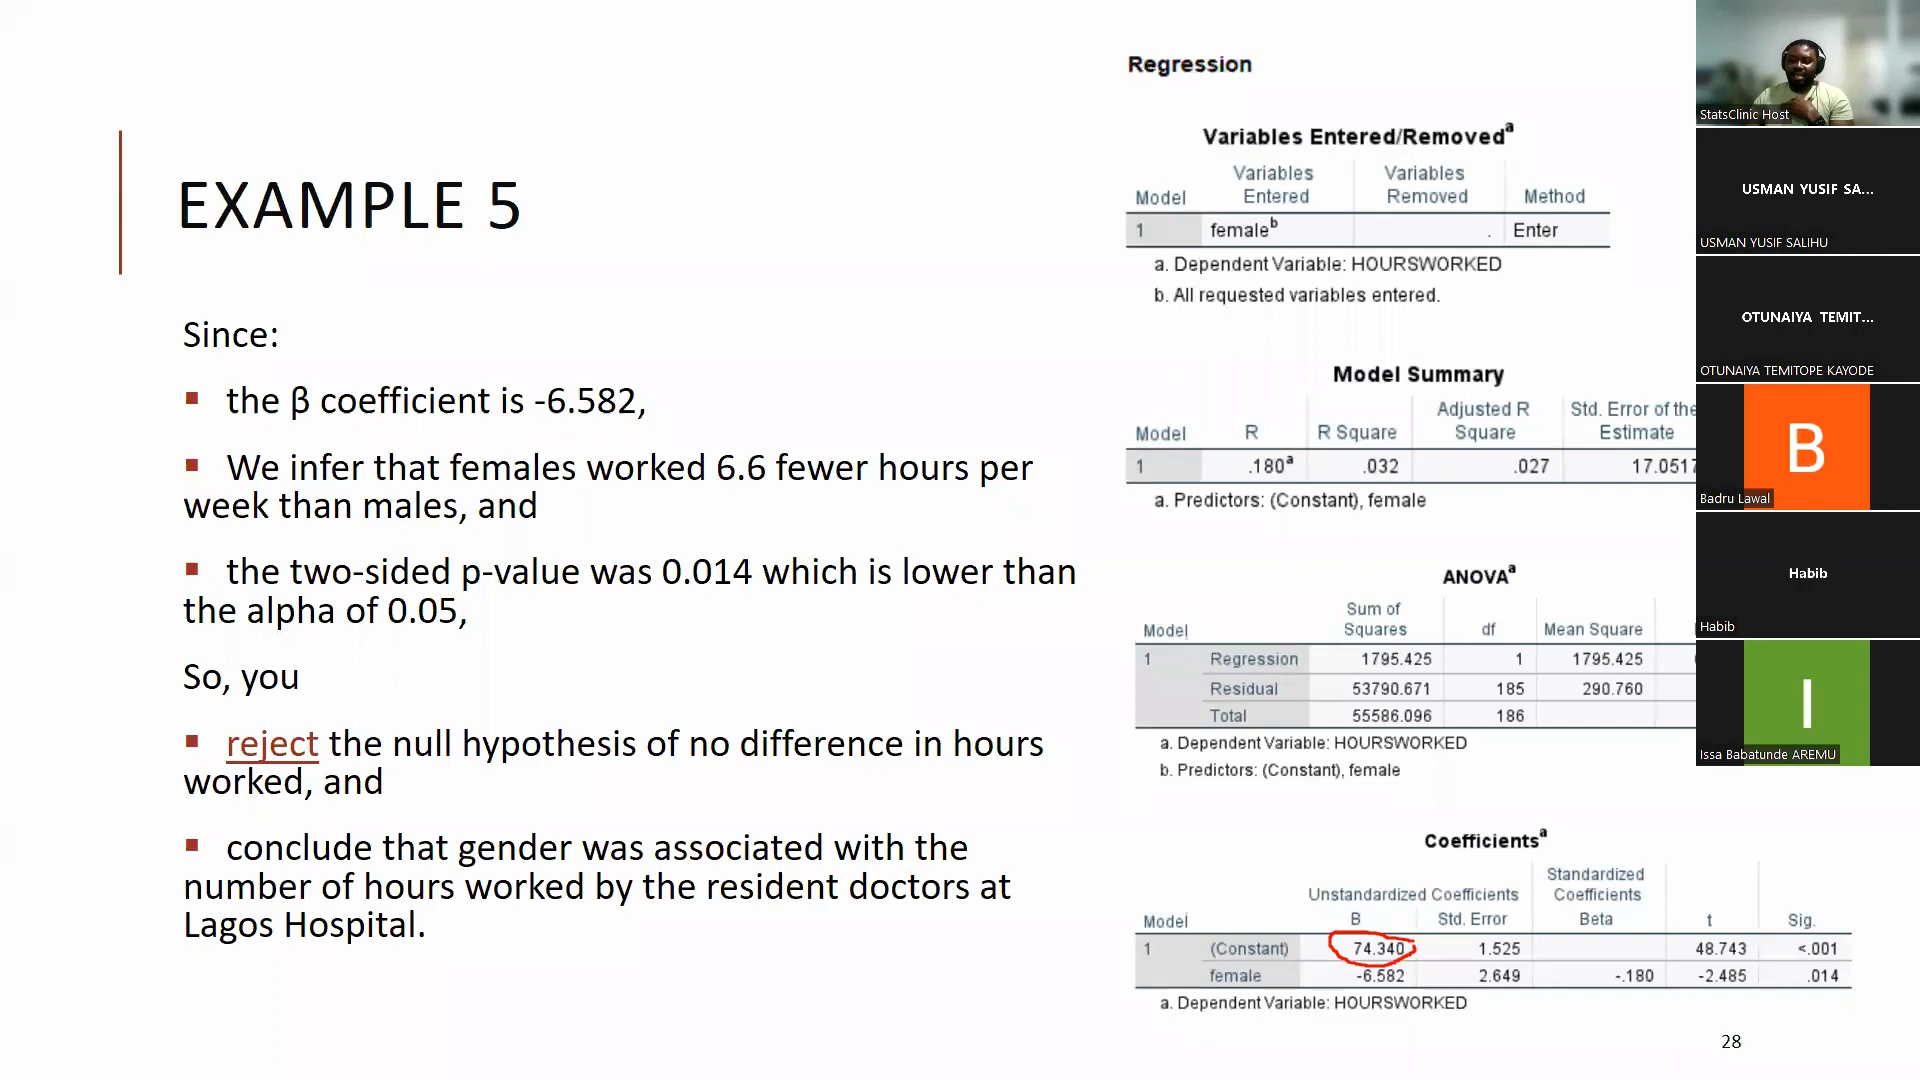 EXAMPLE 5
Since:
▪ the β coefficient is -6.582,
▪ We infer that females worked 6.6 fewer hours per
week than males, and
▪ the two-sided p-value was 0.014 which is lower than
the alpha of 0.05,
So, you
▪ reject the null hypothesis of no difference in hours
worked, and
▪ conclude that gender was associated with the
number of hours worked by the resident doctors at
Lagos Hospital.
Regression
Variables Entered/Removedᵃ
Variables Variables
Model Entered Removed Method
1 femaleᵇ . Enter
a. Dependent Variable: HOURSWORKED
b. All requested variables entered.
Model Summary
Adjusted R Std. Error of the
Model R R Square Square Estimate
1 .180ᵃ .032 .027 17.0517
a. Predictors: (Constant), female
ANOVAᵃ
Sum of
Model Squares df Mean Square
1 Regression 1795.425 1 1795.425
Residual 53790.671 185 290.760
Total 55586.096 186
a. Dependent Variable: HOURSWORKED
b. Predictors: (Constant), female
Coefficientsᵃ
Standardized
Unstandardized Coefficients Coefficients
Model B Std. Error Beta t Sig.
1 (Constant) 74.340 1.525 48.743 <.001
female -6.582 2.649 -.180 -2.485 .014
a. Dependent Variable: HOURSWORKED
28
StatsClinic Host
USMAN YUSIF SA...
USMAN YUSIF SALIHU
OTUNAIYA TEMIT...
OTUNAIYA TEMITOPE KAYODE
B
Badru Lawal
Habib
Habib
I
Issa Babatunde AREMU